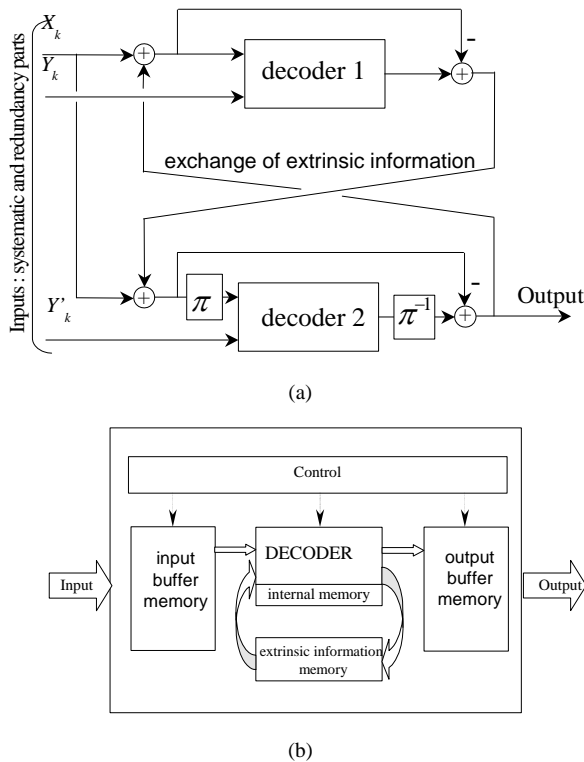 X_k
Y_k
decoder 1
-
+
+
exchange of extrinsic information
Inputs : systematic and redundancy parts
-
Output
+
π
π⁻¹
+
Y'_k
decoder 2
(a)
Control
input
buffer
memory
DECODER
output
buffer
memory
Input
internal memory
Output
extrinsic information
memory
(b)